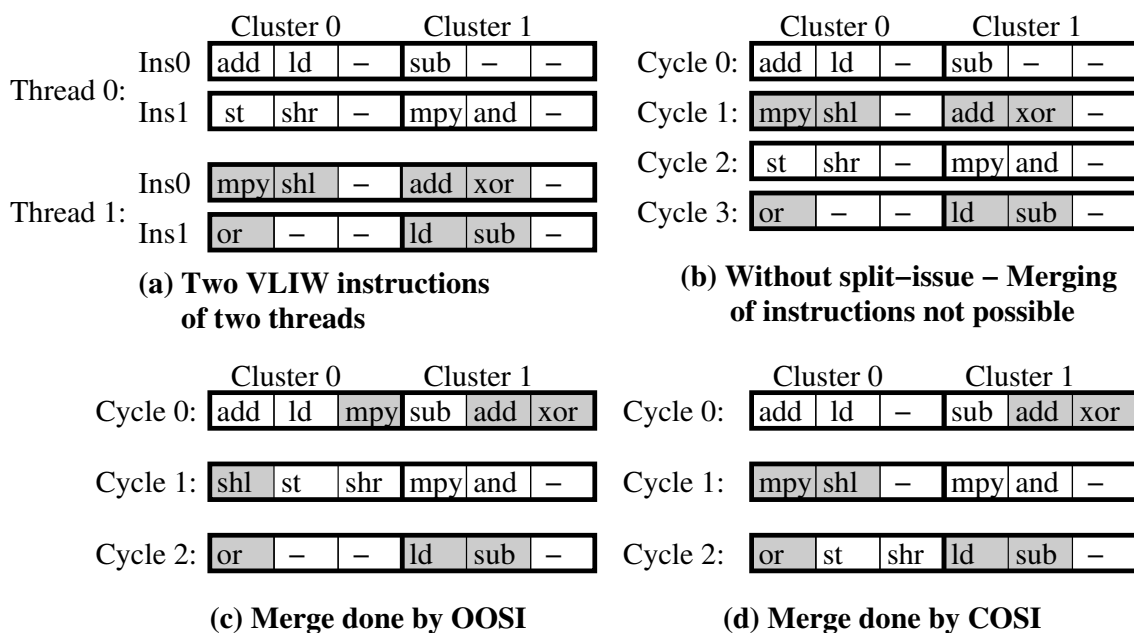 Cluster 0 Cluster 1
Thread 0:
Ins0 add ld – sub – –
Ins1 st shr – mpy and –
Thread 1:
Ins0 mpy shl – add xor –
Ins1 or – – ld sub –
(a) Two VLIW instructions
of two threads
Cluster 0 Cluster 1
Cycle 0: add ld – sub – –
Cycle 1: mpy shl – add xor –
Cycle 2: st shr – mpy and –
Cycle 3: or – – ld sub –
(b) Without split–issue – Merging
of instructions not possible
Cluster 0 Cluster 1
Cycle 0: add ld mpy sub add xor
Cycle 1: shl st shr mpy and –
Cycle 2: or – – ld sub –
(c) Merge done by OOSI
Cluster 0 Cluster 1
Cycle 0: add ld – sub add xor
Cycle 1: mpy shl – mpy and –
Cycle 2: or st shr ld sub –
(d) Merge done by COSI